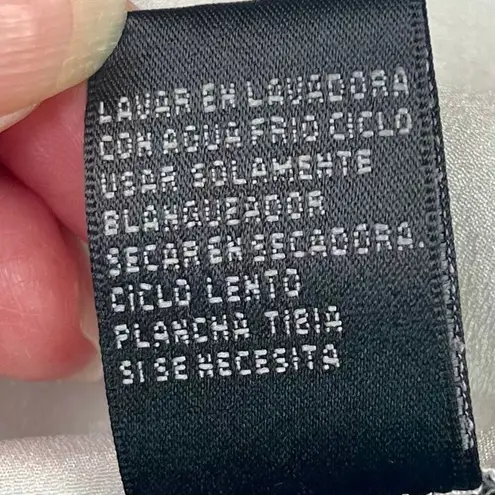 LAVAR EN LAVADORA
CON AGUA FRIO CICLO
USAR SOLAMENTE
BLANQUEADOR
SECAR EN SECADORA.
CICLO LENTO
PLANCHA TIBIA
SI SE NECESITA